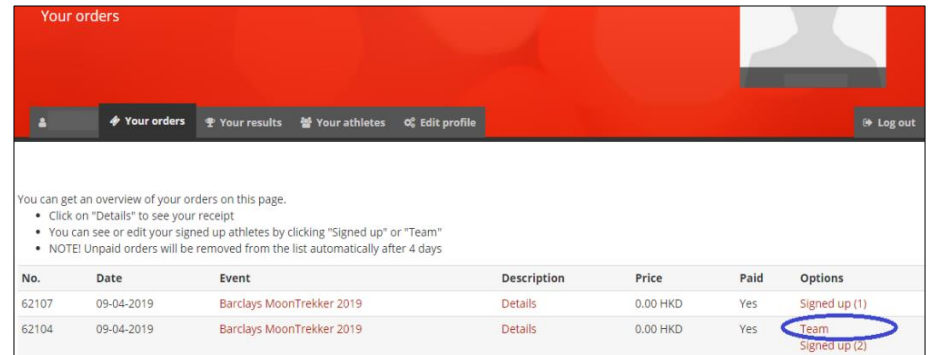 Your orders
Your orders Your results Your athletes Edit profile Log out
You can get an overview of your orders on this page.
• Click on "Details" to see your receipt
• You can see or edit your signed up athletes by clicking "Signed up" or "Team"
• NOTE! Unpaid orders will be removed from the list automatically after 4 days
No. Date Event Description Price Paid Options
62107 09-04-2019 Barclays MoonTrekker 2019 Details 0.00 HKD Yes Signed up (1)
62104 09-04-2019 Barclays MoonTrekker 2019 Details 0.00 HKD Yes Team
Signed up (2)